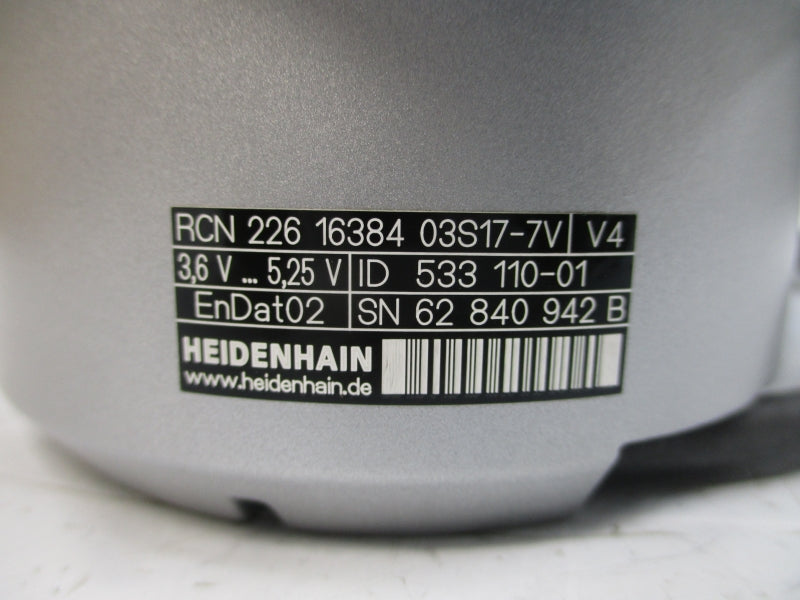 RCN 226 16384 03S17-7V V4
3,6 V ... 5,25 V ID 533 110-01
EnDat02 SN 62 840 942 B
HEIDENHAIN
www.heidenhain.de